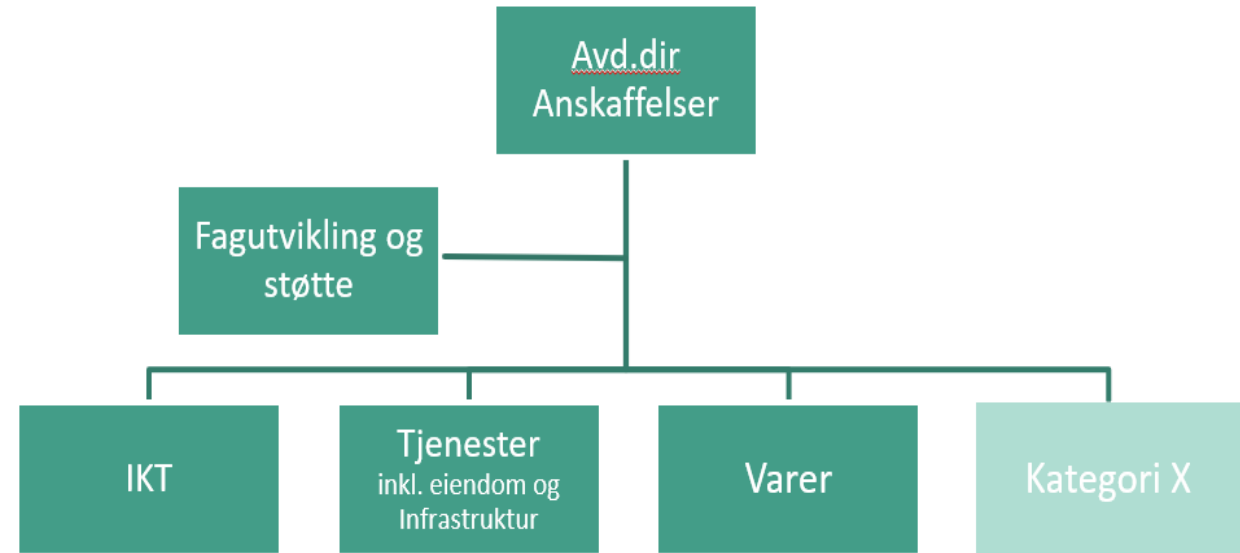 Avd.dir
Anskaffelser
Fagutvikling og
støtte
IKT
Tjenester
inkl. eiendom og
Infrastruktur
Varer
Kategori X